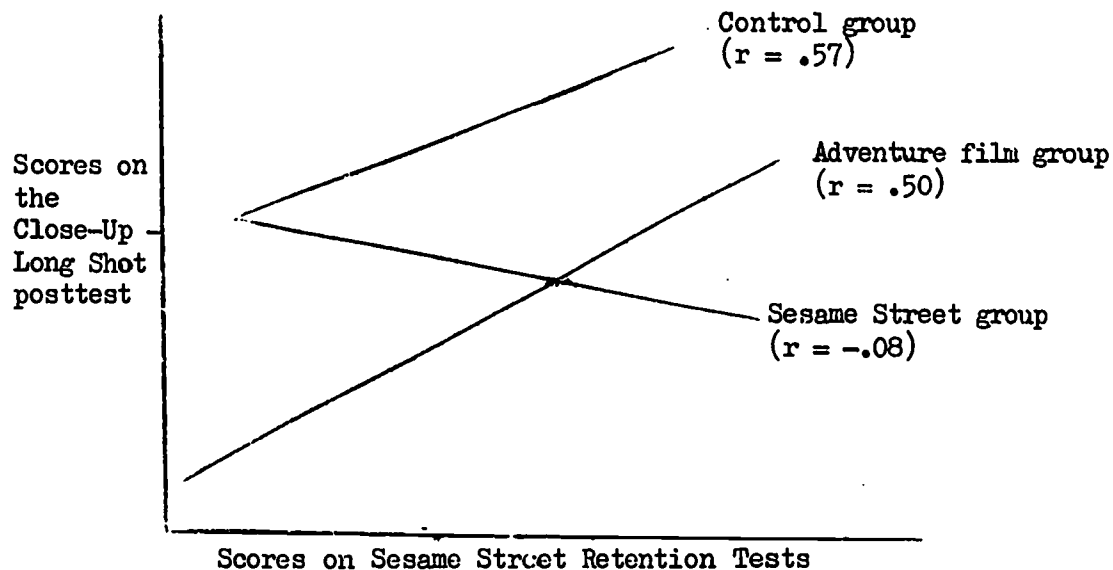 Control group
(r = .57)
Adventure film group
(r = .50)
Scores on
the
Close-Up
Long Shot
posttest
Sesame Street group
(r = -.08)
Scores on Sesame Street Retention Tests